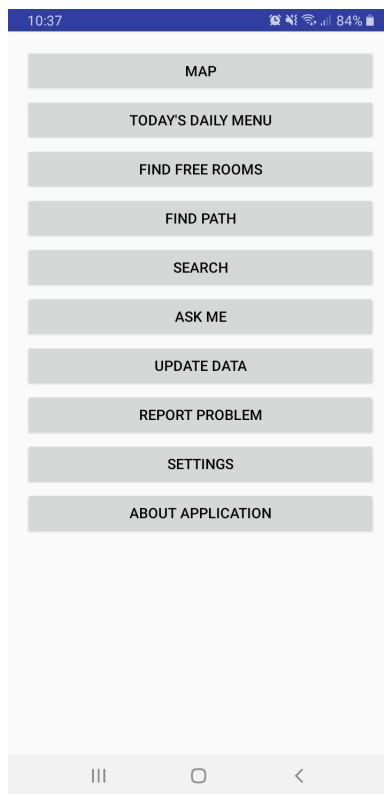 10:37 84%
MAP
TODAY'S DAILY MENU
FIND FREE ROOMS
FIND PATH
SEARCH
ASK ME
UPDATE DATA
REPORT PROBLEM
SETTINGS
ABOUT APPLICATION